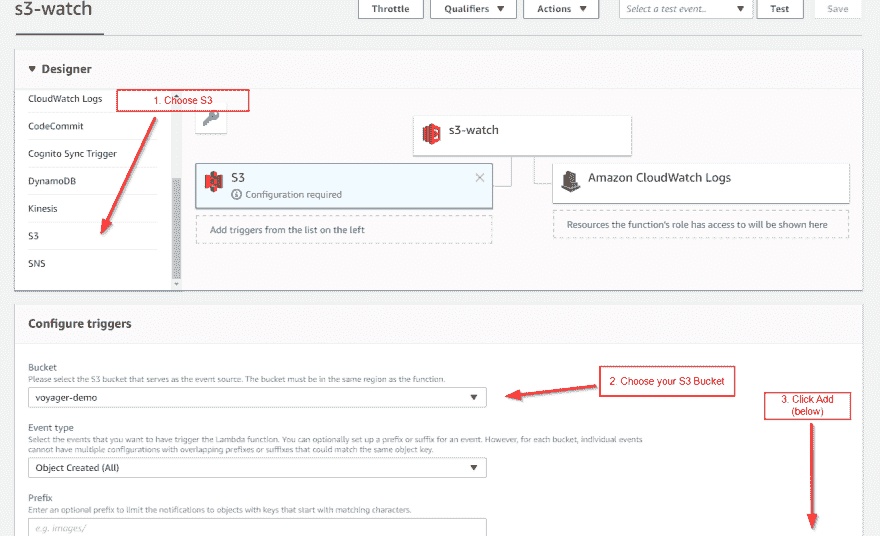 s3-watch
Throttle
Qualifiers
Actions
Select a test event..
Test
Save
Designer
CloudWatch Logs
CodeCommit
Cognito Sync Trigger
DynamoDB
Kinesis
S3
SNS
1. Choose S3
s3-watch
S3
Configuration required
Add triggers from the list on the left
Amazon CloudWatch Logs
Resources the function's role has access to will be shown here
Configure triggers
Bucket
Please select the S3 bucket that serves as the event source. The bucket must be in the same region as the function.
voyager-demo
2. Choose your S3 Bucket
3. Click Add
(below)
Event type
Select the events that you want to have trigger the Lambda function. You can optionally set up a prefix or suffix for an event. However, for each bucket, individual events
cannot have multiple configurations with overlapping prefixes or suffixes that could match the same object key.
Object Created (All)
Prefix
Enter an optional prefix to limit the notifications to objects with keys that start with matching characters.
e.g. images/